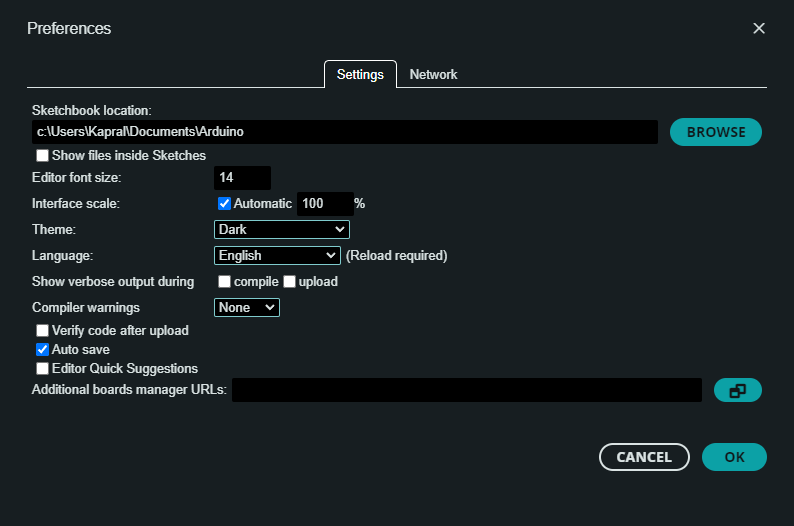 Preferences
Settings Network
Sketchbook location:
c:\Users\Kapral\Documents\Arduino BROWSE
Show files inside Sketches
Editor font size: 14
Interface scale: Automatic 100 %
Theme: Dark
Language: English (Reload required)
Show verbose output during compile upload
Compiler warnings None
Verify code after upload
Auto save
Editor Quick Suggestions
Additional boards manager URLs:
CANCEL OK